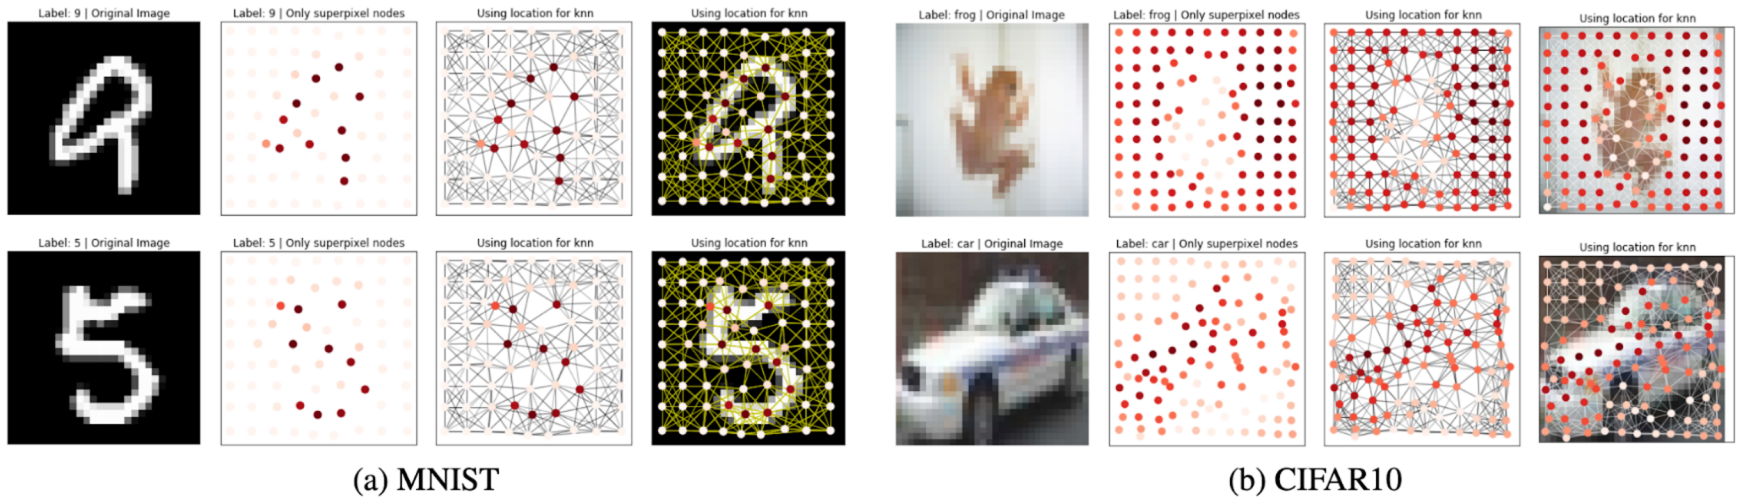 Label: 9 | Original Image
Label: 9 | Only superpixel nodes
Using location for knn
Using location for knn
Label: frog | Original Image
Label: frog | Only superpixel nodes
Using location for knn
Using location for knn
Label: 5 | Original Image
Label: 5 | Only superpixel nodes
Using location for knn
Using location for knn
Label: car | Original Image
Label: car | Only superpixel nodes
Using location for knn
Using location for knn
(a) MNIST
(b) CIFAR10